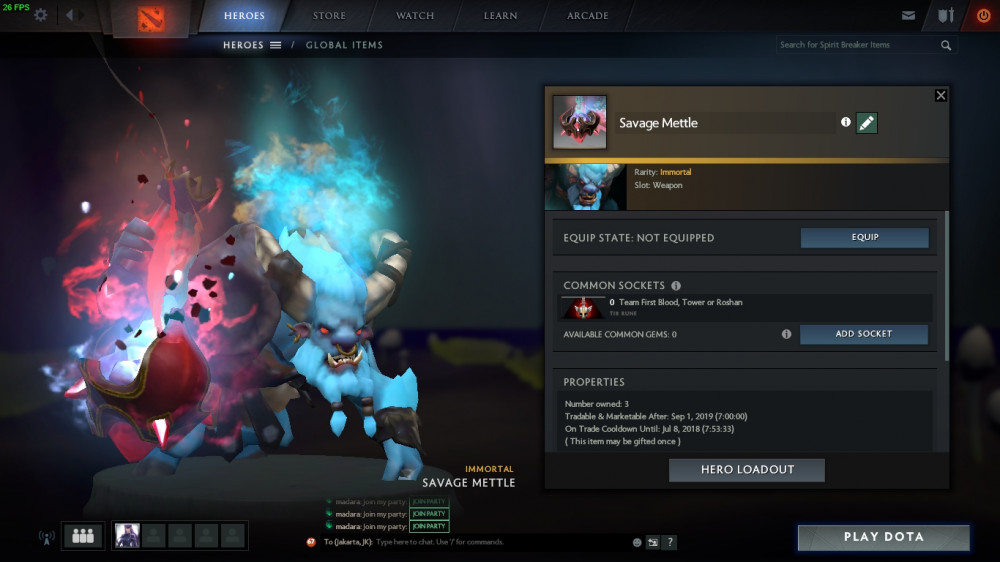 26 FPS
HEROES
STORE
WATCH
LEARN
ARCADE
HEROES / GLOBAL ITEMS
Search for Spirit Breaker Items
Savage Mettle
Rarity: Immortal
Slot: Weapon
EQUIP STATE: NOT EQUIPPED
EQUIP
COMMON SOCKETS
0 Team First Blood, Tower or Roshan
TI8 RUNE
AVAILABLE COMMON GEMS: 0
ADD SOCKET
PROPERTIES
Number owned: 3
Tradable & Marketable After: Sep 1, 2019 (7:00:00)
On Trade Cooldown Until: Jul 8, 2018 (7:53:33)
( This item may be gifted once )
HERO LOADOUT
IMMORTAL
SAVAGE METTLE
madara: Join my party: JOIN PARTY
madara: Join my party: JOIN PARTY
madara: Join my party: JOIN PARTY
67 To (Jakarta, JK): Type here to chat. Use '/' for commands.
?
PLAY DOTA